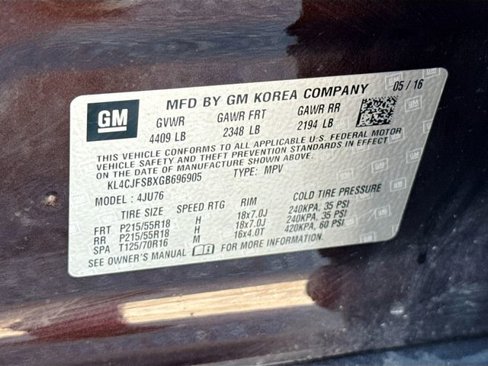 GM
MFD BY GM KOREA COMPANY 05/16
GVWR GAWR FRT GAWR RR
4409 LB 2348 LB 2194 LB
THIS VEHICLE CONFORMS TO ALL APPLICABLE U.S. FEDERAL MOTOR
VEHICLE SAFETY AND THEFT PREVENTION STANDARDS IN EFFECT ON
THE DATE OF MANUFACTURE SHOWN ABOVE.
KL4CJFSBXGB696905 TYPE: MPV
MODEL: 4JU76
TIRE SIZE SPEED RTG RIM COLD TIRE PRESSURE
FRT P215/55R18 H 18x7.0J 240KPA, 35 PSI
RR P215/55R18 H 18x7.0J 240KPA, 35 PSI
SPA T125/70R16 M 16x4.0T 420KPA, 60 PSI
SEE OWNER'S MANUAL FOR MORE INFORMATION.